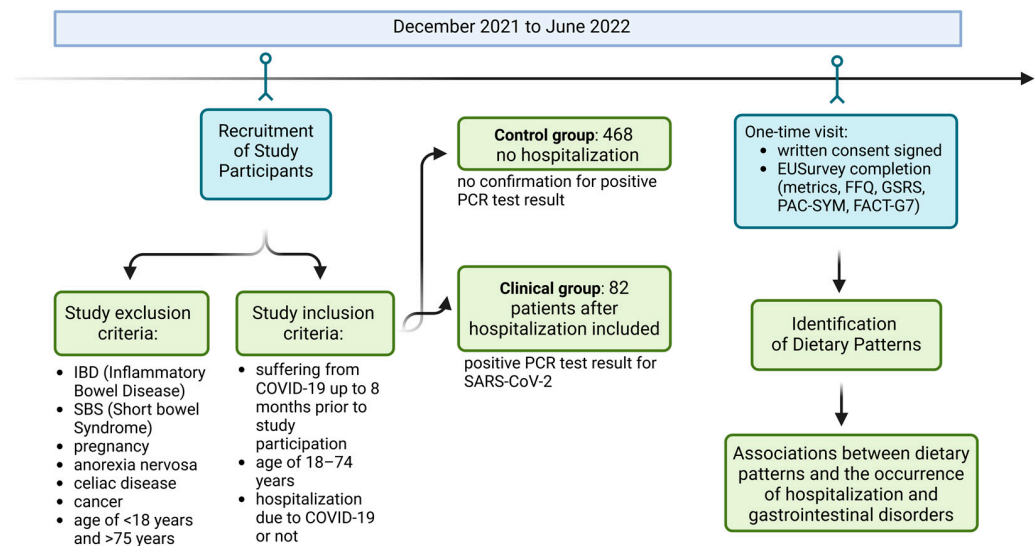 December 2021 to June 2022
Recruitment
of Study
Participants
Study exclusion
criteria:
• IBD (Inflammatory
Bowel Disease)
• SBS (Short bowel
Syndrome)
• pregnancy
• anorexia nervosa
• celiac disease
• cancer
• age of <18 years
and >75 years
Study inclusion
criteria:
• suffering from
COVID-19 up to 8
months prior to
study
participation
• age of 18–74
years
• hospitalization
due to COVID-19
or not
Control group: 468
no hospitalization
no confirmation for positive
PCR test result
Clinical group: 82
patients after
hospitalization included
positive PCR test result for
SARS-CoV-2
One-time visit:
• written consent signed
• EUSurvey completion
(metrics, FFQ, GSRS,
PAC-SYM, FACT-G7)
Identification
of Dietary Patterns
Associations between dietary
patterns and the occurrence
of hospitalization and
gastrointestinal disorders